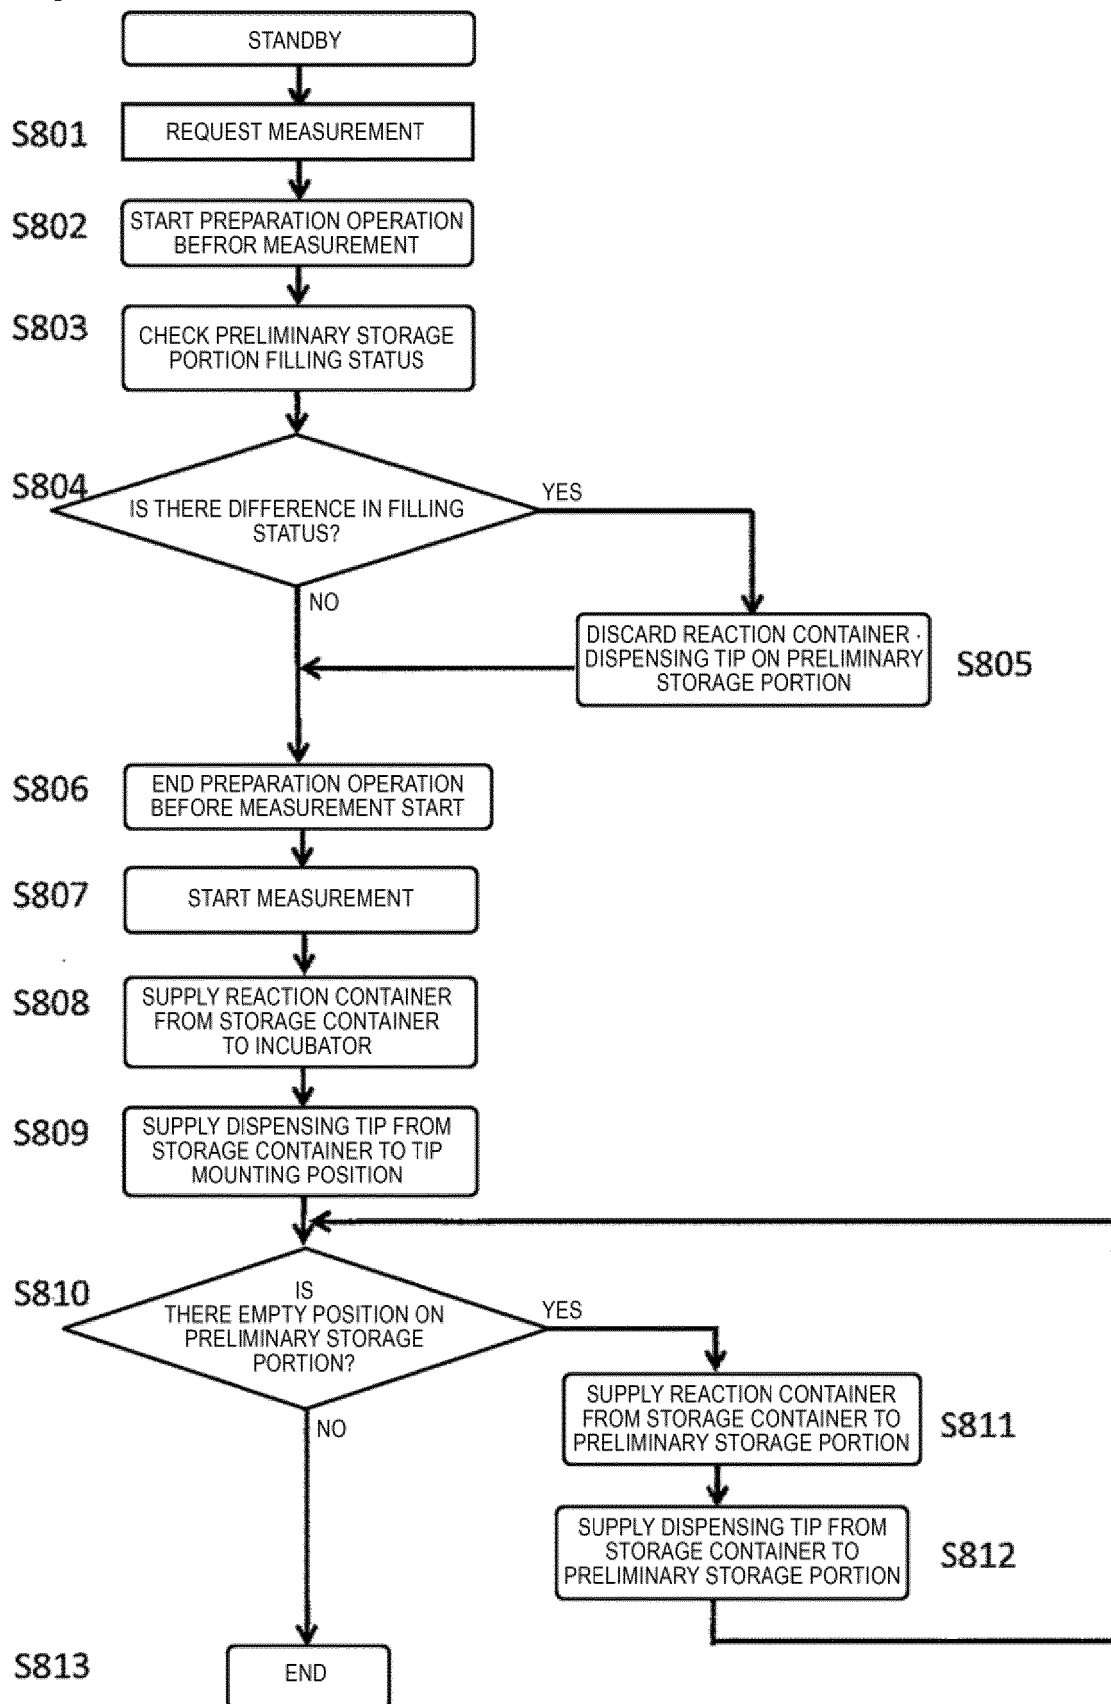 STANDBY
S801
REQUEST MEASUREMENT
S802
START PREPARATION OPERATION
BEFROR MEASUREMENT
S803
CHECK PRELIMINARY STORAGE
PORTION FILLING STATUS
S804
IS THERE DIFFERENCE IN FILLING
STATUS?
YES
NO
DISCARD REACTION CONTAINER ·
DISPENSING TIP ON PRELIMINARY
STORAGE PORTION
S805
S806
END PREPARATION OPERATION
BEFORE MEASUREMENT START
S807
START MEASUREMENT
S808
SUPPLY REACTION CONTAINER
FROM STORAGE CONTAINER
TO INCUBATOR
S809
SUPPLY DISPENSING TIP FROM
STORAGE CONTAINER TO TIP
MOUNTING POSITION
S810
IS
THERE EMPTY POSITION ON
PRELIMINARY STORAGE
PORTION?
YES
NO
SUPPLY REACTION CONTAINER
FROM STORAGE CONTAINER TO
PRELIMINARY STORAGE PORTION
S811
SUPPLY DISPENSING TIP FROM
STORAGE CONTAINER TO
PRELIMINARY STORAGE PORTION
S812
S813
END